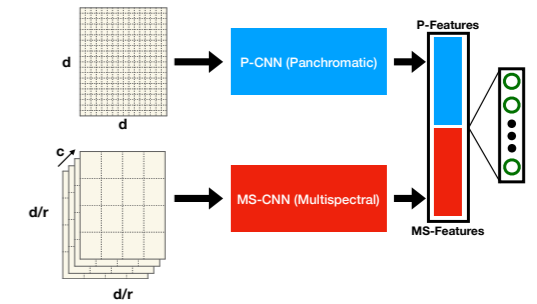 P-Features
d
P-CNN (Panchromatic)
d
c
d/r
MS-CNN (Multispectral)
MS-Features
d/r